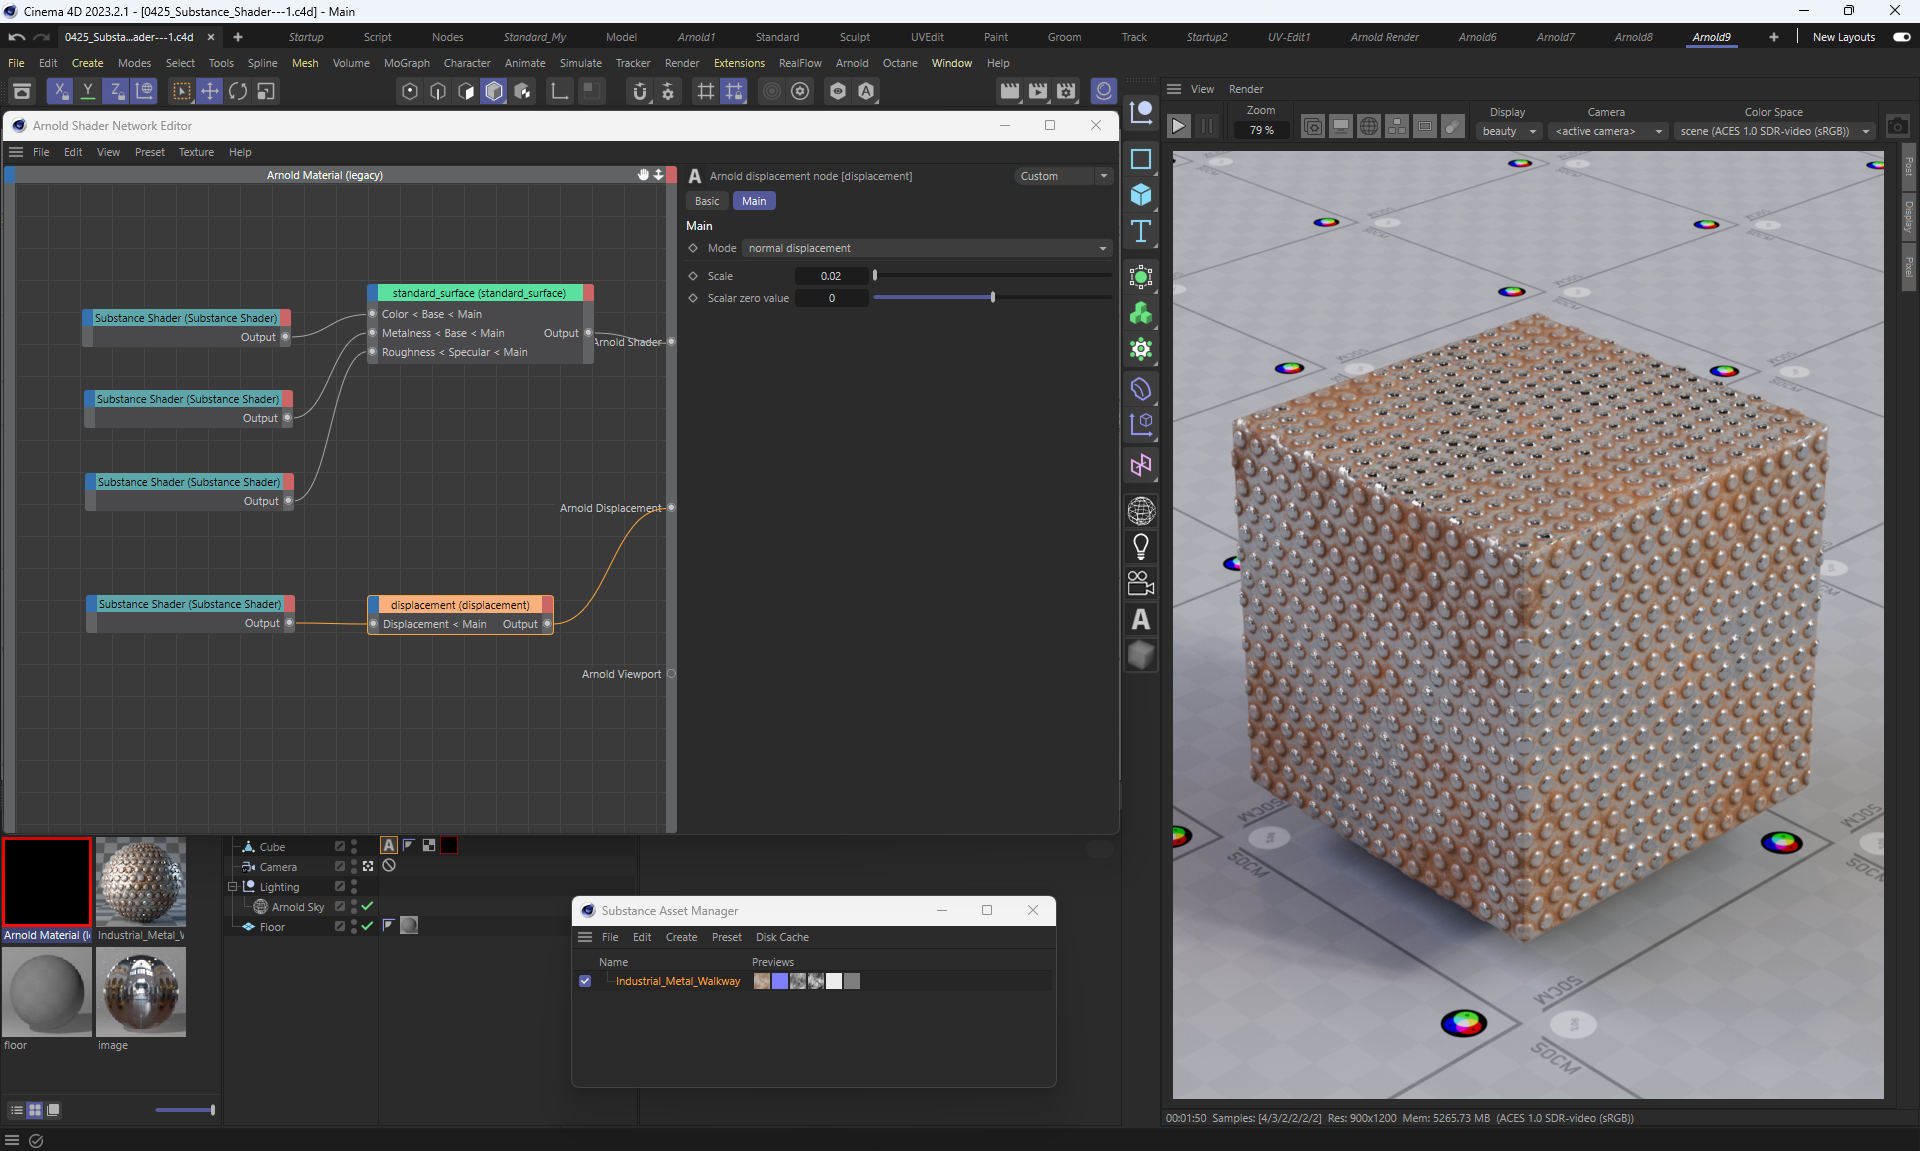 Cinema 4D 2023.2.1 - [0425_Substance_Shader---1.c4d] - Main
0425_Substa...ader---1.c4d
Startup
Script
Nodes
Standard_My
Model
Arnold1
Standard
Sculpt
UVEdit
Paint
Groom
Track
Startup2
UV-Edit1
Arnold Render
Arnold6
Arnold7
Arnold8
Arnold9
New Layouts
File Edit Create Modes Select Tools Spline Mesh Volume MoGraph Character Animate Simulate Tracker Render Extensions RealFlow Arnold Octane Window Help
X Y Z
View Render
Zoom
79 %
Display
beauty
Camera
<active camera>
Color Space
scene (ACES 1.0 SDR-video (sRGB))
Post
Display
Pixel
Arnold Shader Network Editor
File Edit View Preset Texture Help
Arnold Material (legacy)
Substance Shader (Substance Shader)
Output
Substance Shader (Substance Shader)
Output
Substance Shader (Substance Shader)
Output
Substance Shader (Substance Shader)
Output
standard_surface (standard_surface)
Color < Base < Main
Metalness < Base < Main
Output
Roughness < Specular < Main
Arnold Shader
Arnold Displacement
displacement (displacement)
Displacement < Main Output
Arnold Viewport
Arnold displacement node [displacement]
Custom
Basic Main
Main
Mode normal displacement
Scale 0.02
Scalar zero value 0
Arnold Material (l
Industrial_Metal_V
floor
image
Cube
Camera
Lighting
Arnold Sky
Floor
Substance Asset Manager
File Edit Create Preset Disk Cache
Name Previews
Industrial_Metal_Walkway
50CM
50CM
50CM
50CM
50CM
50CM
00:01:50 Samples: [4/3/2/2/2/2] Res: 900x1200 Mem: 5265.73 MB (ACES 1.0 SDR-video (sRGB))